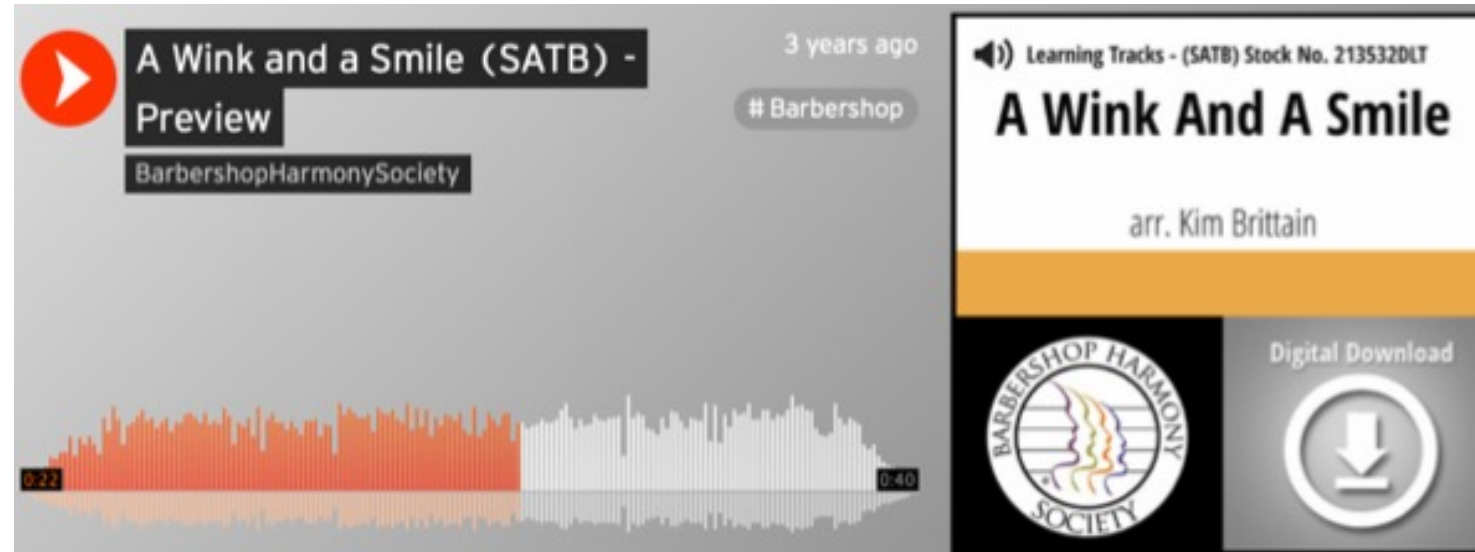 A Wink and a Smile (SATB) -
Preview
BarbershopHarmonySociety
3 years ago
# Barbershop
0:22
0:40
Learning Tracks - (SATB) Stock No. 213532DLT
A Wink And A Smile
arr. Kim Brittain
BARBERSHOP HARMONY
SOCIETY
Digital Download